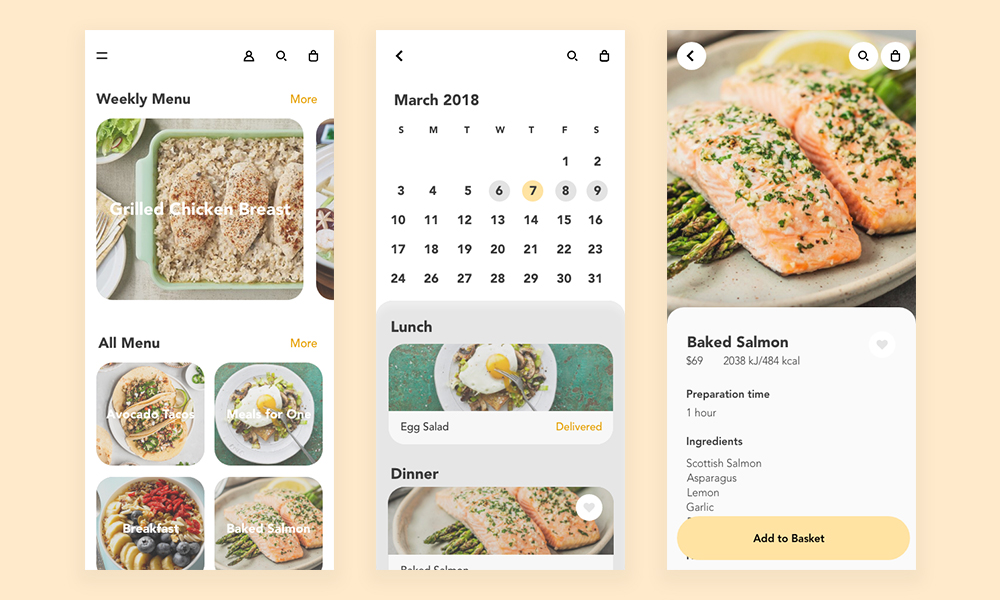 Weekly Menu
More
Grilled Chicken Breast
All Menu
More
Avocado Tacos
Meals for One
Breakfast
Baked Salmon
March 2018
S M T W T F S
1 2
3 4 5 6 7 8 9
10 11 12 13 14 15 16
17 18 19 20 21 22 23
24 26 27 28 29 30 31
Lunch
Egg Salad
Delivered
Dinner
Baked Salmon
Baked Salmon
$69 2038 kJ/484 kcal
Preparation time
1 hour
Ingredients
Scottish Salmon
Asparagus
Lemon
Garlic
Add to Basket